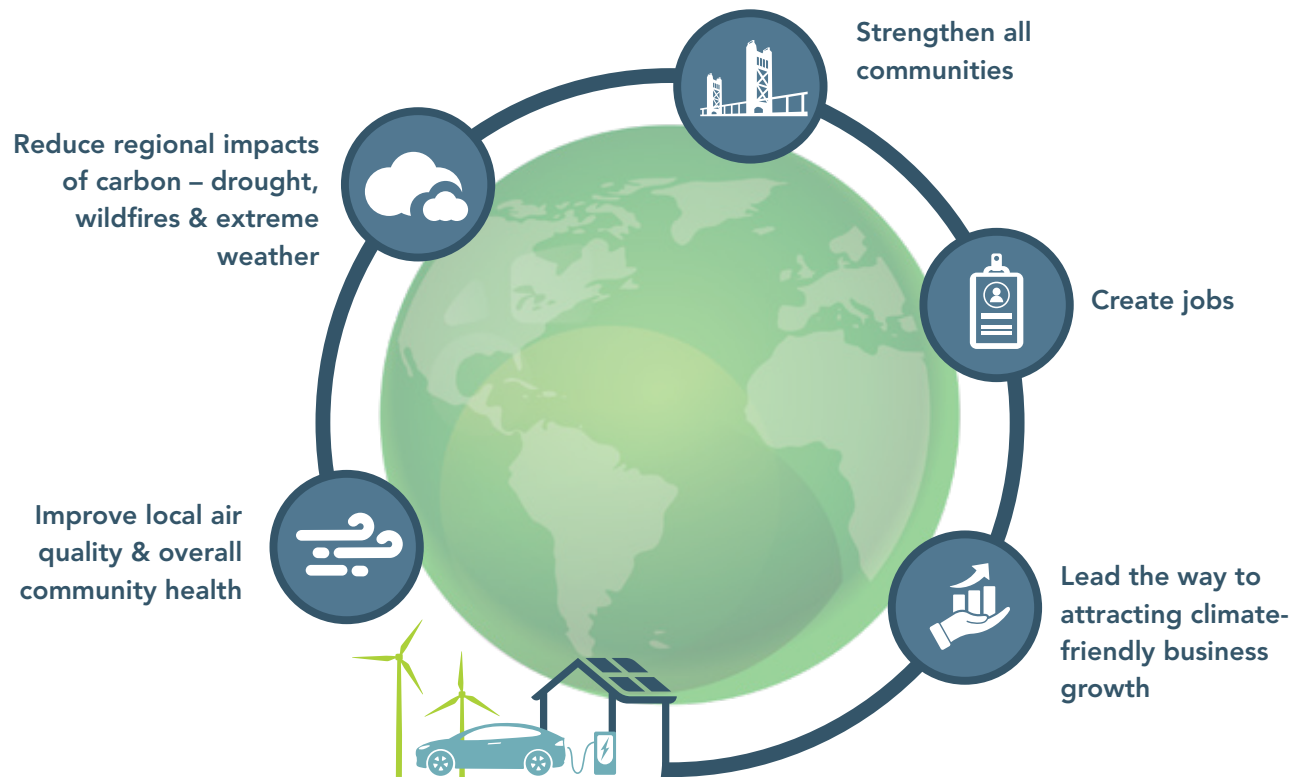 Strengthen all
communities
Reduce regional impacts
of carbon – drought,
wildfires & extreme
weather
Create jobs
Improve local air
quality & overall
community health
Lead the way to
attracting climate-
friendly business
growth